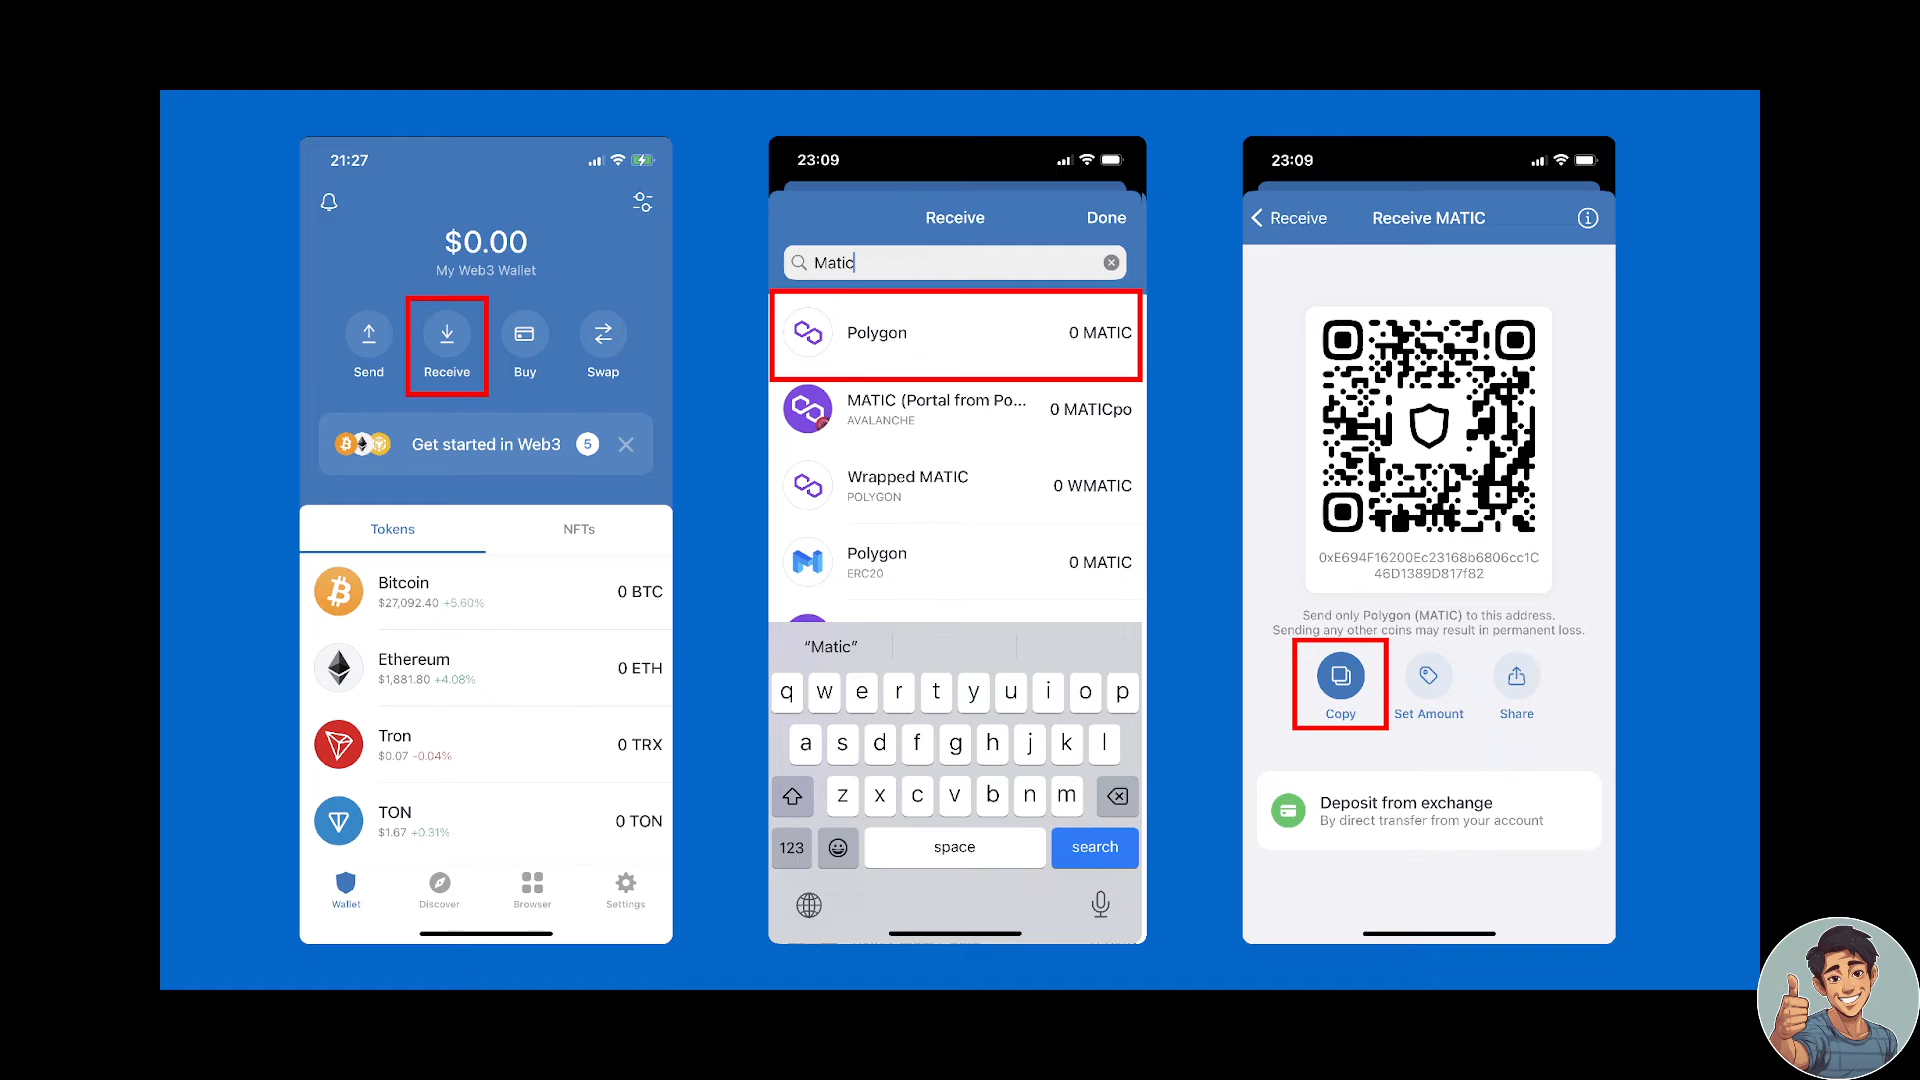 21:27
$0.00
My Web3 Wallet
Send
Receive
Buy
Swap
Get started in Web3
5
Tokens
NFTs
Bitcoin
$27,092.40 +5.60%
0 BTC
Ethereum
$1,881.80 +4.08%
0 ETH
Tron
$0.07 -0.04%
0 TRX
TON
$1.67 +0.31%
0 TON
Wallet
Discover
Browser
Settings
23:09
Receive
Done
Matic
Polygon
0 MATIC
MATIC (Portal from Po...
AVALANCHE
0 MATICpo
Wrapped MATIC
POLYGON
0 WMATIC
Polygon
ERC20
0 MATIC
“Matic”
q w e r t y u i o p
a s d f g h j k l
z x c v b n m
123
space
search
23:09
Receive
Receive MATIC
0xE694F16200Ec23168b6806cc1C
46D1389D817f82
Send only Polygon (MATIC) to this address.
Sending any other coins may result in permanent loss.
Copy
Set Amount
Share
Deposit from exchange
By direct transfer from your account